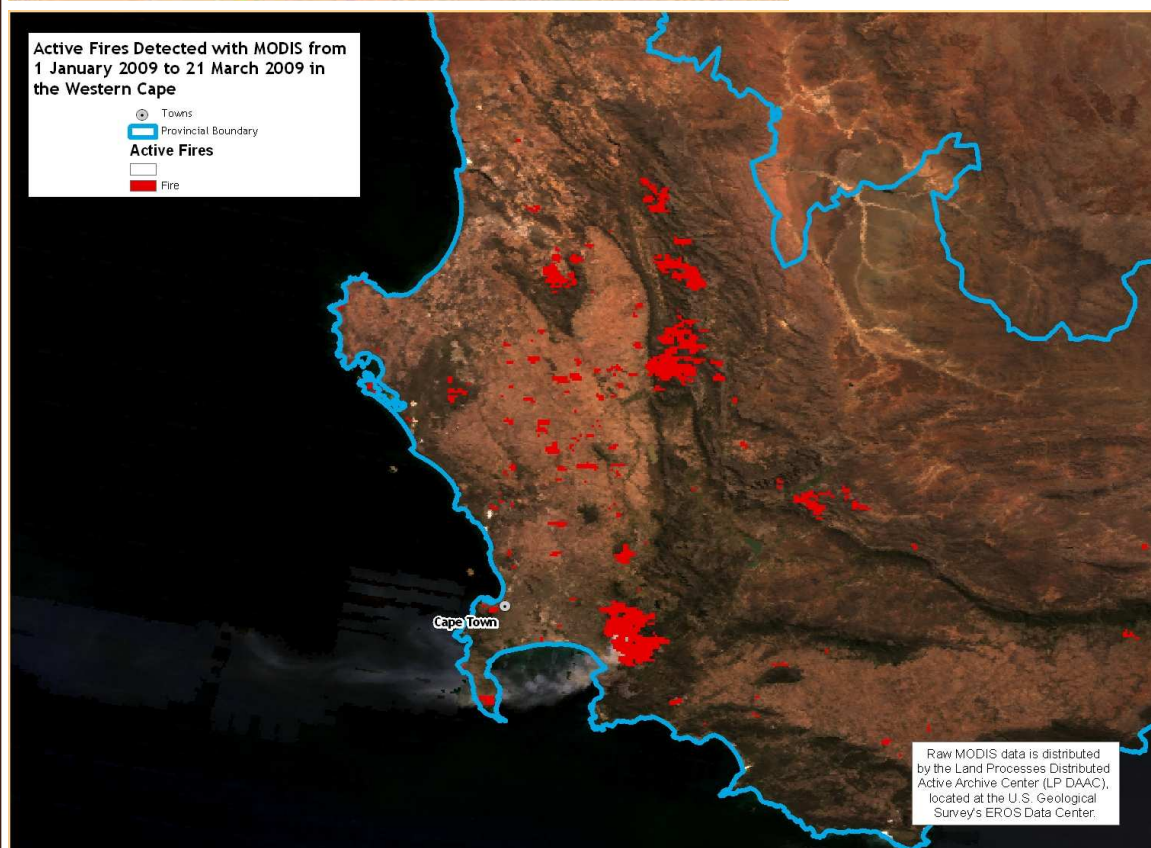 Active Fires Detected with MODIS from
1 January 2009 to 21 March 2009 in
the Western Cape
Towns
Provincial Boundary
Active Fires
Fire
Cape Town
Raw MODIS data is distributed
by the Land Processes Distributed
Active Archive Center (LP DAAC),
located at the U.S. Geological
Survey's EROS Data Center.